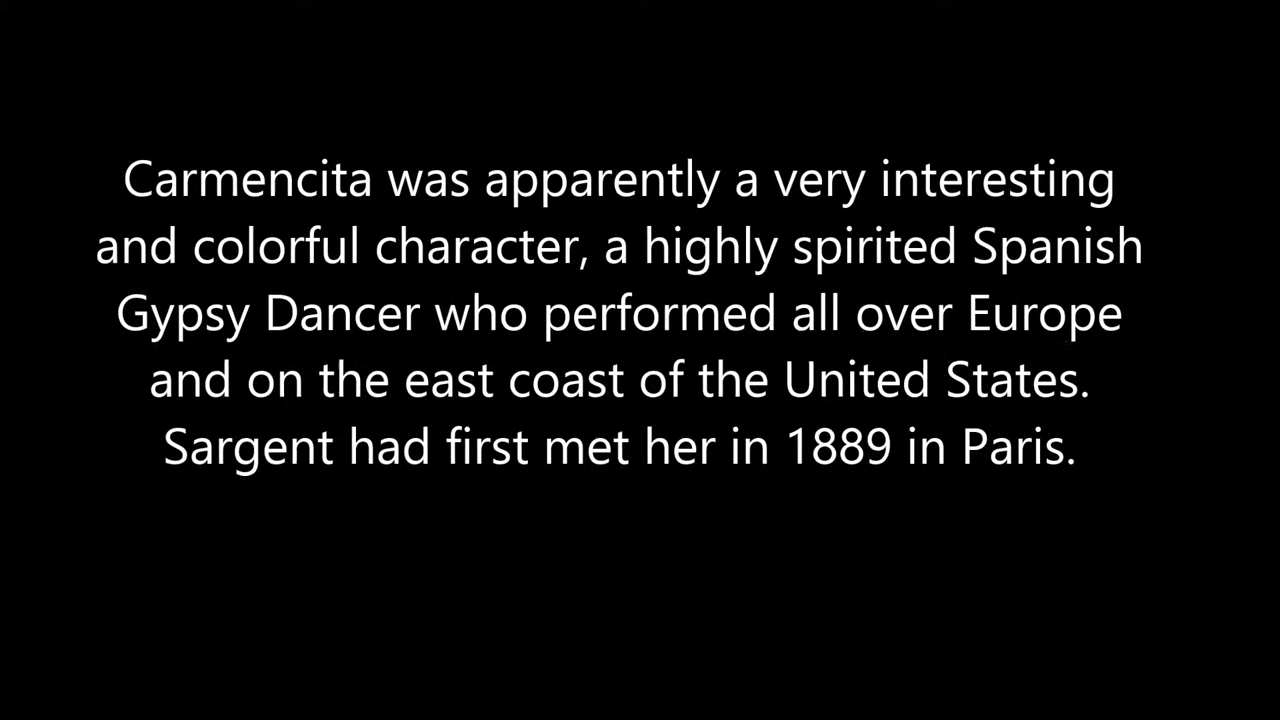 Carmencita was apparently a very interesting
and colorful character, a highly spirited Spanish
Gypsy Dancer who performed all over Europe
and on the east coast of the United States.
Sargent had first met her in 1889 in Paris.